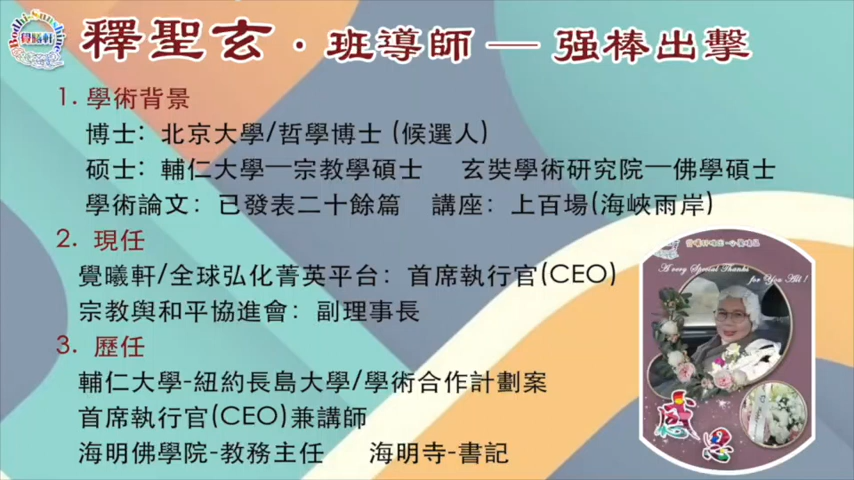 覺曦軒
釋聖玄．班導師 — 强棒出擊
1. 學術背景
博士：北京大學/哲學博士 (候選人)
硕士：輔仁大學—宗教學碩士 玄奘學術研究院—佛學碩士
學術論文：已發表二十餘篇 講座：上百場(海峽雨岸)
2. 現任
覺曦軒/全球弘化菁英平台：首席執行官(CEO)
宗教與和平協進會：副理事長
3. 歷任
輔仁大學-紐約長島大學/學術合作計劃案
首席執行官(CEO)兼講師
海明佛學院-教務主任 海明寺-書記
A very Special Thanks
for You All !
感恩